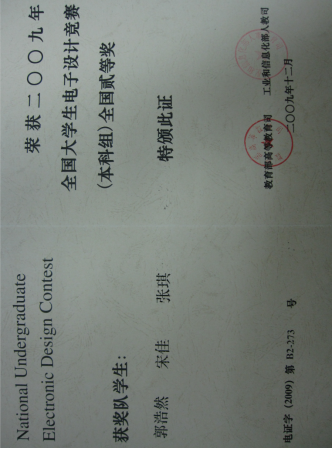 National Undergraduate
Electronic Design Contest
获奖队学生：
郭浩然 宋佳 张琪
电证字（2009）第 B2-273 号
荣获二〇〇九年
全国大学生电子设计竞赛
（本科组）全国贰等奖
特颁此证
教育部高等教育司 工业和信息化部人教司
二〇〇九年十二月